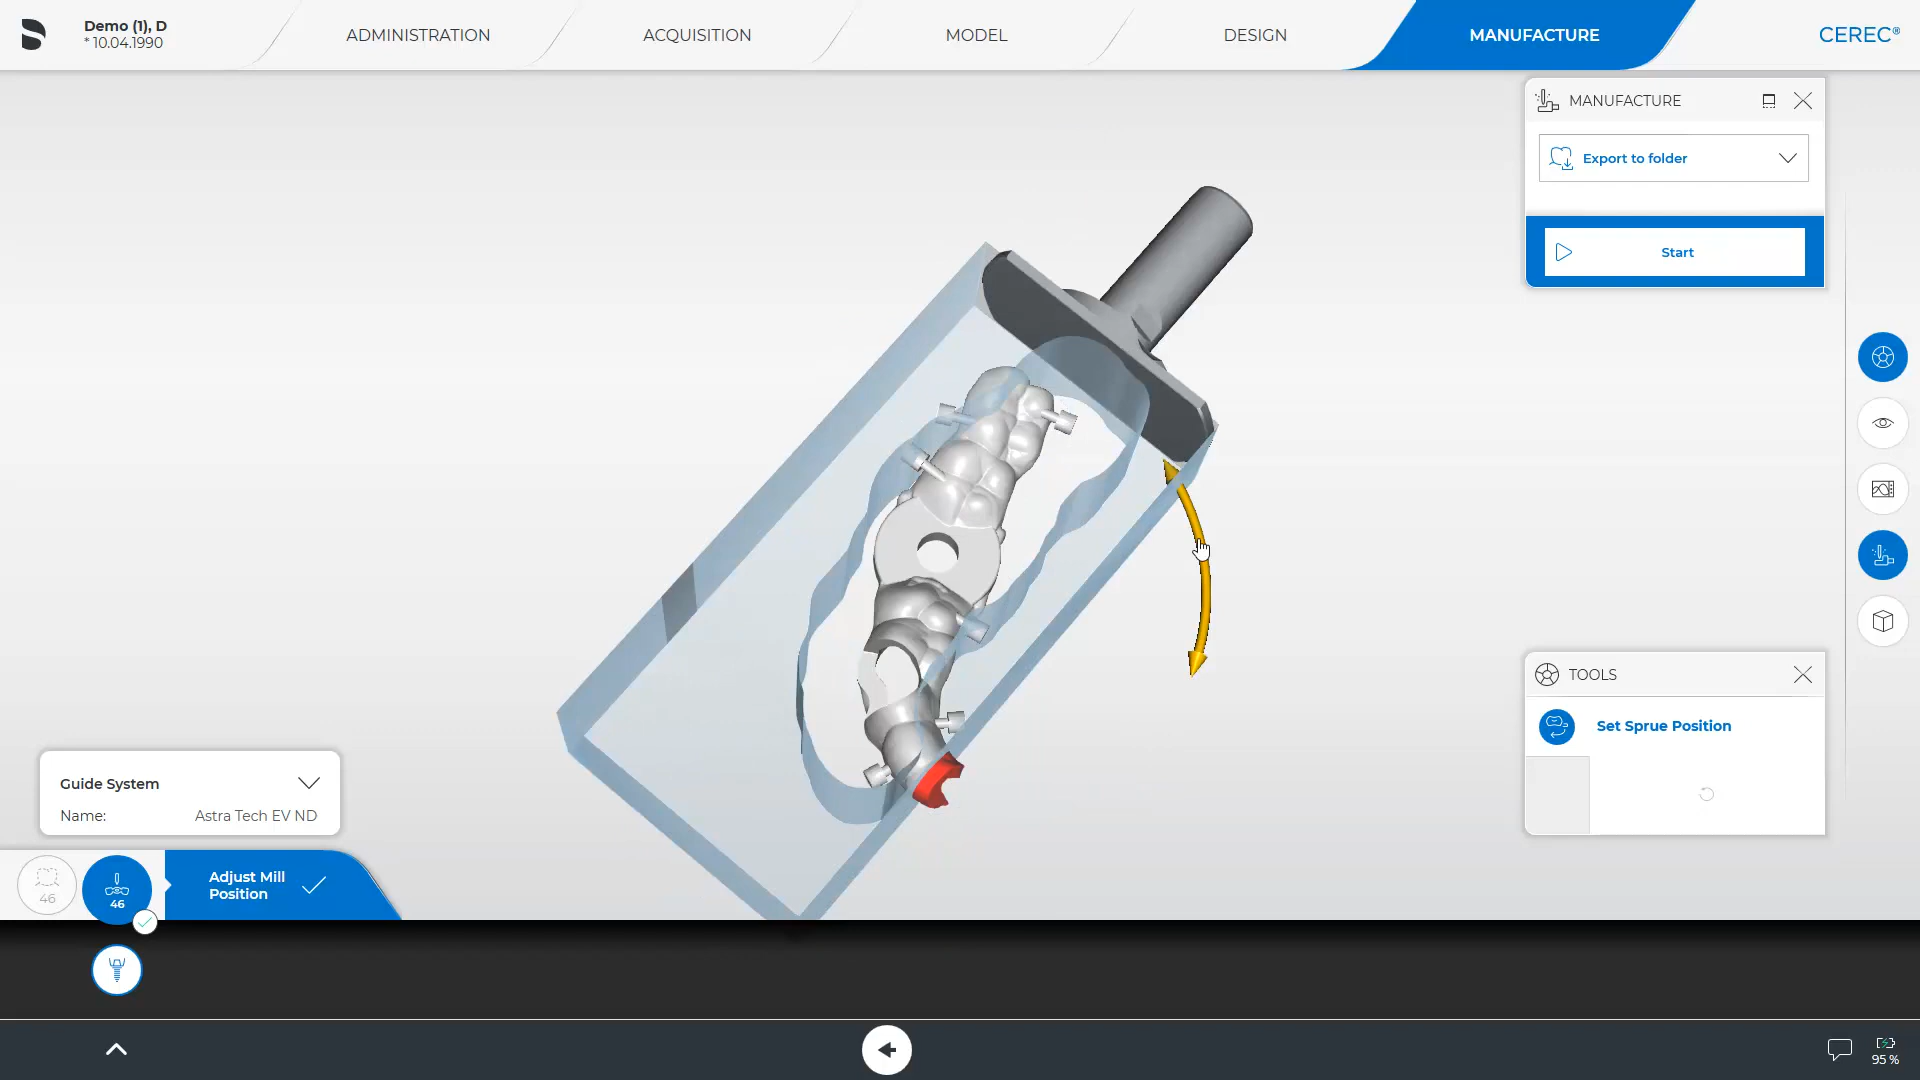 Demo (1), D
* 10.04.1990
ADMINISTRATION
ACQUISITION
MODEL
DESIGN
MANUFACTURE
CEREC®
MANUFACTURE
Export to folder
Start
TOOLS
Set Sprue Position
Guide System
Name: Astra Tech EV ND
46
46
Adjust Mill
Position
95 %